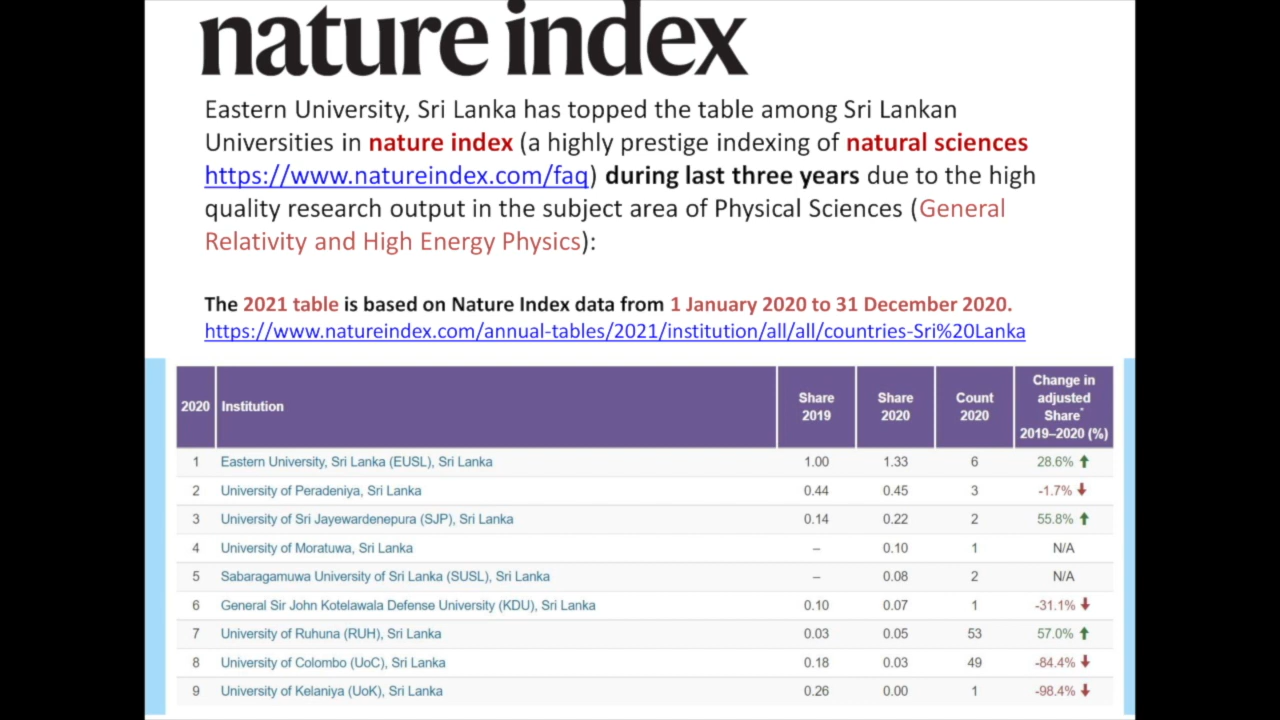 nature index
Eastern University, Sri Lanka has topped the table among Sri Lankan
Universities in nature index (a highly prestige indexing of natural sciences
https://www.natureindex.com/faq) during last three years due to the high
quality research output in the subject area of Physical Sciences (General
Relativity and High Energy Physics):
The 2021 table is based on Nature Index data from 1 January 2020 to 31 December 2020.
https://www.natureindex.com/annual-tables/2021/institution/all/all/countries-Sri%20Lanka
2020 Institution Share 2019 Share 2020 Count 2020 Change in adjusted Share* 2019–2020 (%)
1 Eastern University, Sri Lanka (EUSL), Sri Lanka 1.00 1.33 6 28.6% ↑
2 University of Peradeniya, Sri Lanka 0.44 0.45 3 -1.7% ↓
3 University of Sri Jayewardenepura (SJP), Sri Lanka 0.14 0.22 2 55.8% ↑
4 University of Moratuwa, Sri Lanka – 0.10 1 N/A
5 Sabaragamuwa University of Sri Lanka (SUSL), Sri Lanka – 0.08 2 N/A
6 General Sir John Kotelawala Defense University (KDU), Sri Lanka 0.10 0.07 1 -31.1% ↓
7 University of Ruhuna (RUH), Sri Lanka 0.03 0.05 53 57.0% ↑
8 University of Colombo (UoC), Sri Lanka 0.18 0.03 49 -84.4% ↓
9 University of Kelaniya (UoK), Sri Lanka 0.26 0.00 1 -98.4% ↓